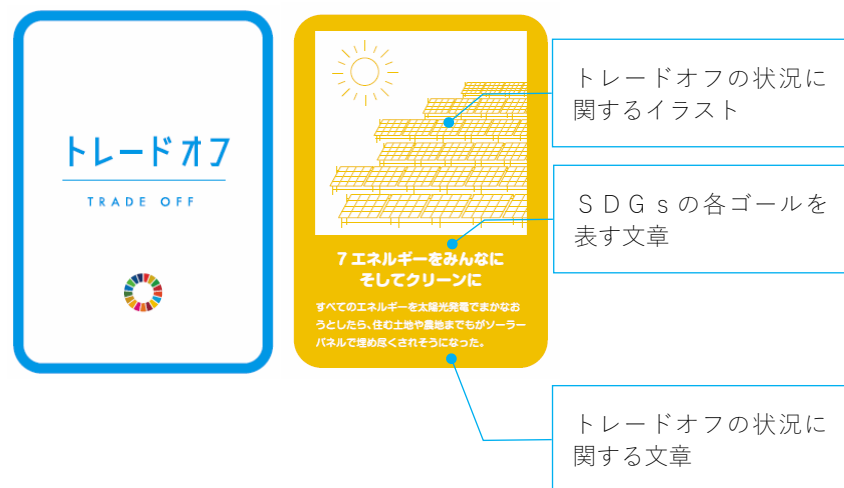 トレードオフ
TRADE OFF
7 エネルギーをみんなに
そしてクリーンに
すべてのエネルギーを太陽光発電でまかなお
うとしたら、住む土地や農地までもがソーラー
パネルで埋め尽くされそうになった。
トレードオフの状況に
関するイラスト
ＳＤＧｓの各ゴールを
表す文章
トレードオフの状況に
関する文章